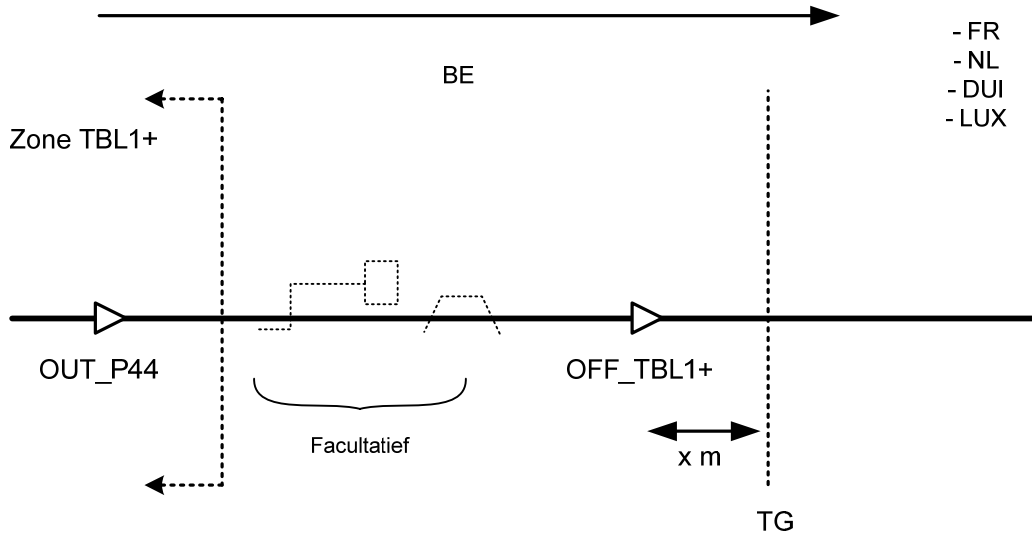 BE
- FR
- NL
- DUI
- LUX
Zone TBL1+
OUT_P44
OFF_TBL1+
Facultatief
x m
TG